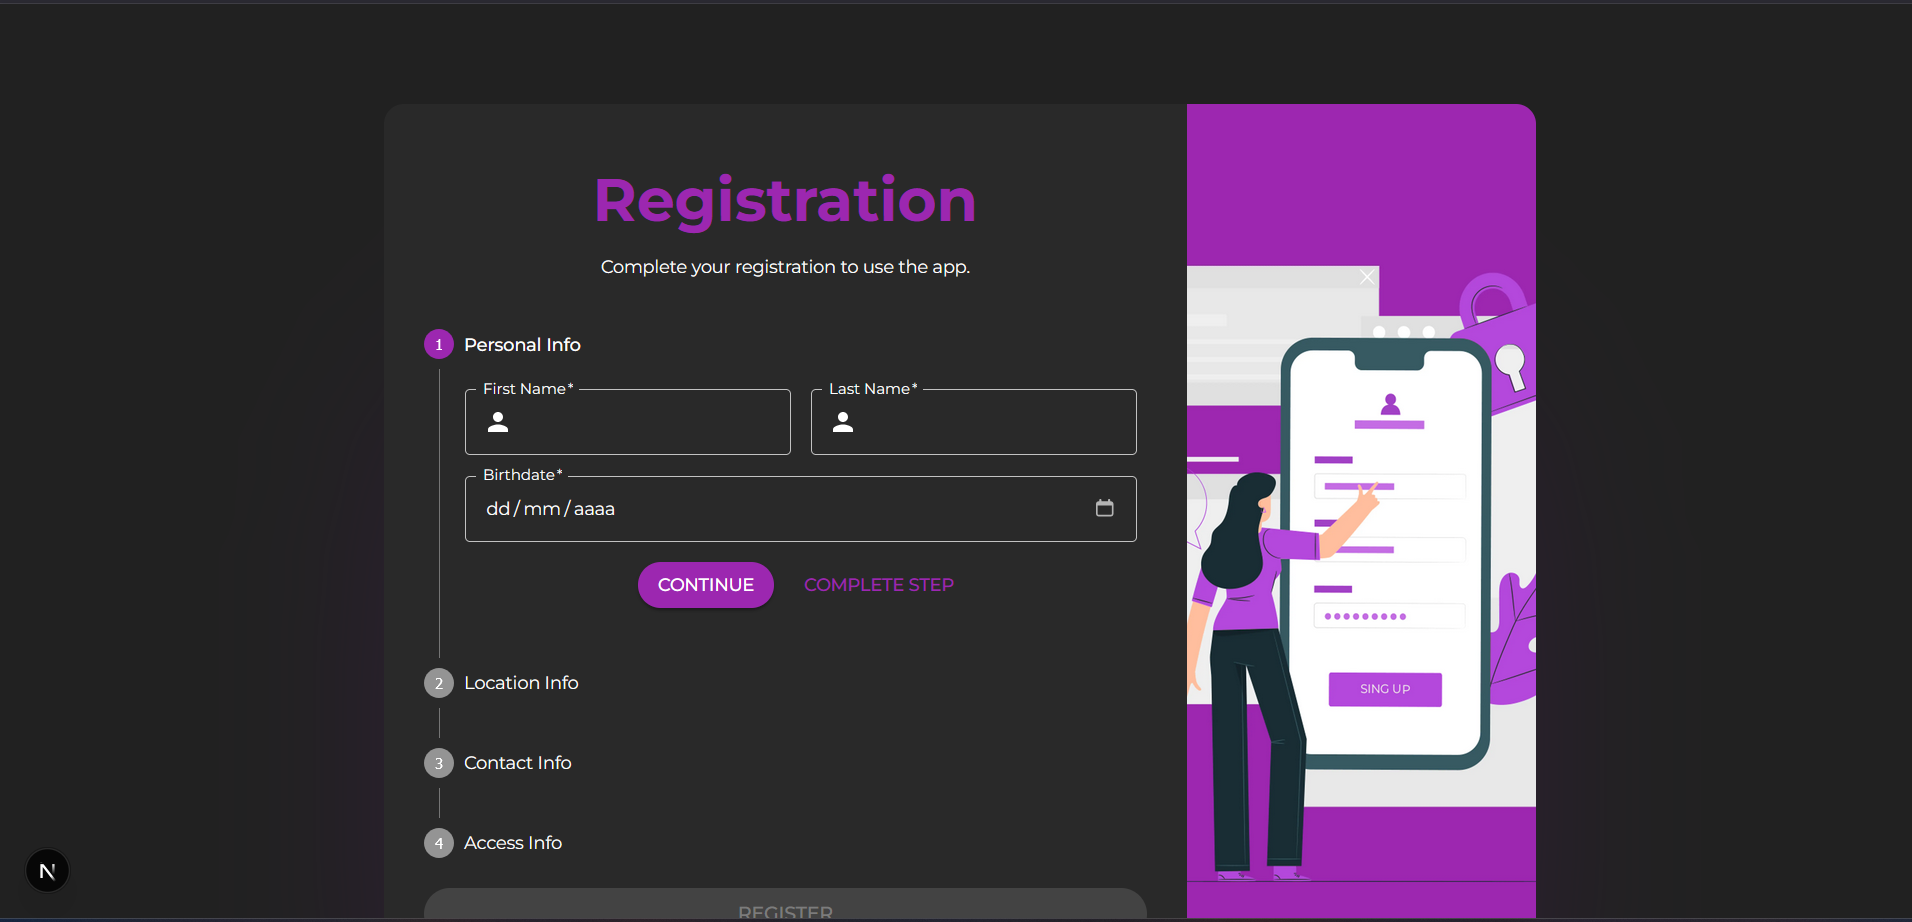 Registration
Complete your registration to use the app.
1 Personal Info
First Name* Last Name*
Birthdate*
dd/mm/aaaa
CONTINUE COMPLETE STEP
2 Location Info
3 Contact Info
4 Access Info
REGISTER
SING UP
N